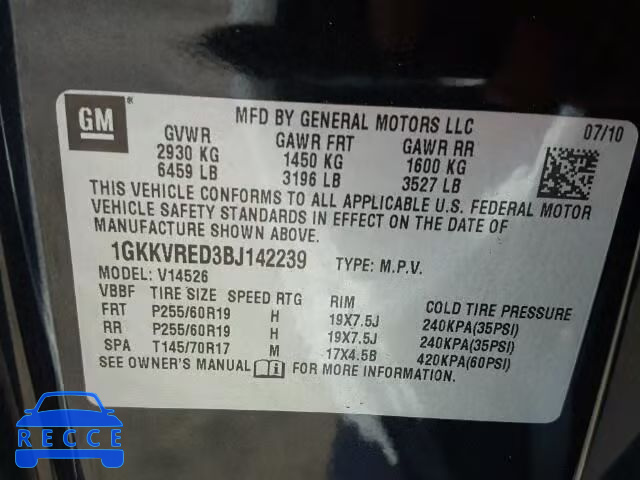 GM
MFD BY GENERAL MOTORS LLC 07/10
GVWR GAWR FRT GAWR RR
2930 KG 1450 KG 1600 KG
6459 LB 3196 LB 3527 LB
THIS VEHICLE CONFORMS TO ALL APPLICABLE U.S. FEDERAL MOTOR
VEHICLE SAFETY STANDARDS IN EFFECT ON THE DATE OF
MANUFACTURE SHOWN ABOVE.
1GKKVRED3BJ142239 TYPE: M.P.V.
MODEL: V14526
VBBF TIRE SIZE SPEED RTG RIM COLD TIRE PRESSURE
FRT P255/60R19 H 19X7.5J 240KPA(35PSI)
RR P255/60R19 H 19X7.5J 240KPA(35PSI)
SPA T145/70R17 M 17X4.5B 420KPA(60PSI)
SEE OWNER'S MANUAL FOR MORE INFORMATION.
RECCE